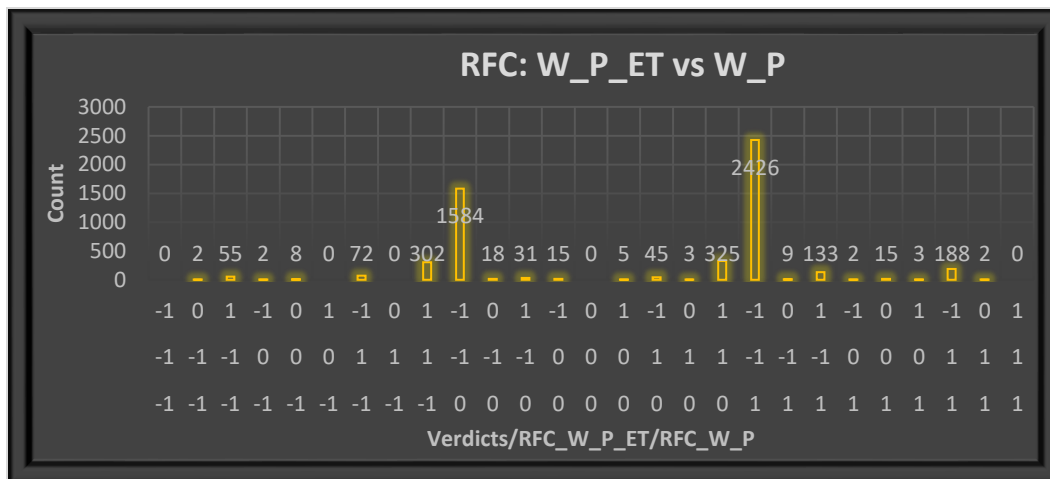 RFC: W_P_ET vs W_P
3000
2500
2000
1500
1000
500
0
Count
0 2 55 2 8 0 72 0 302 1584 18 31 15 0 5 45 3 325 2426 9 133 2 15 3 188 2 0
-1 0 1 -1 0 1 -1 0 1 -1 0 1 -1 0 1 -1 0 1 -1 0 1 -1 0 1 -1 0 1
-1 -1 -1 0 0 0 1 1 1 -1 -1 -1 0 0 0 1 1 1 -1 -1 -1 0 0 0 1 1 1
-1 -1 -1 -1 -1 -1 -1 -1 -1 0 0 0 0 0 0 0 0 0 1 1 1 1 1 1 1 1 1
Verdicts/RFC_W_P_ET/RFC_W_P